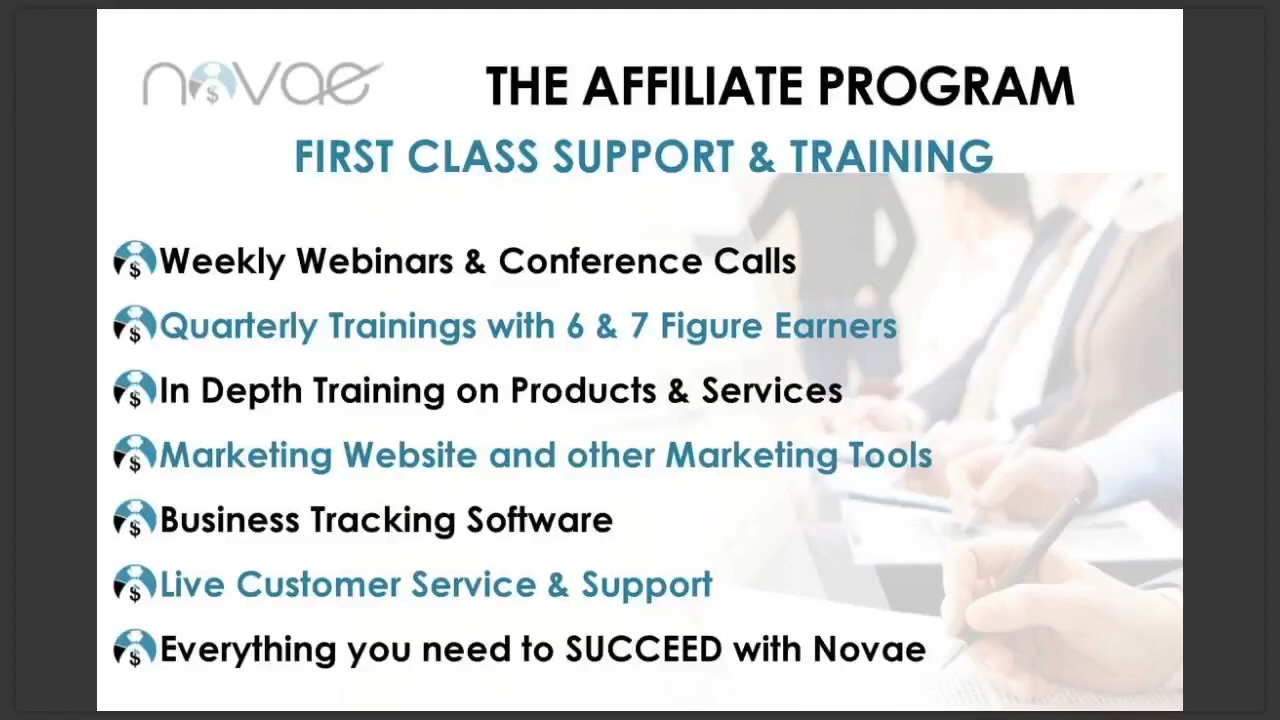 novae
THE AFFILIATE PROGRAM
FIRST CLASS SUPPORT & TRAINING
Weekly Webinars & Conference Calls
Quarterly Trainings with 6 & 7 Figure Earners
In Depth Training on Products & Services
Marketing Website and other Marketing Tools
Business Tracking Software
Live Customer Service & Support
Everything you need to SUCCEED with Novae